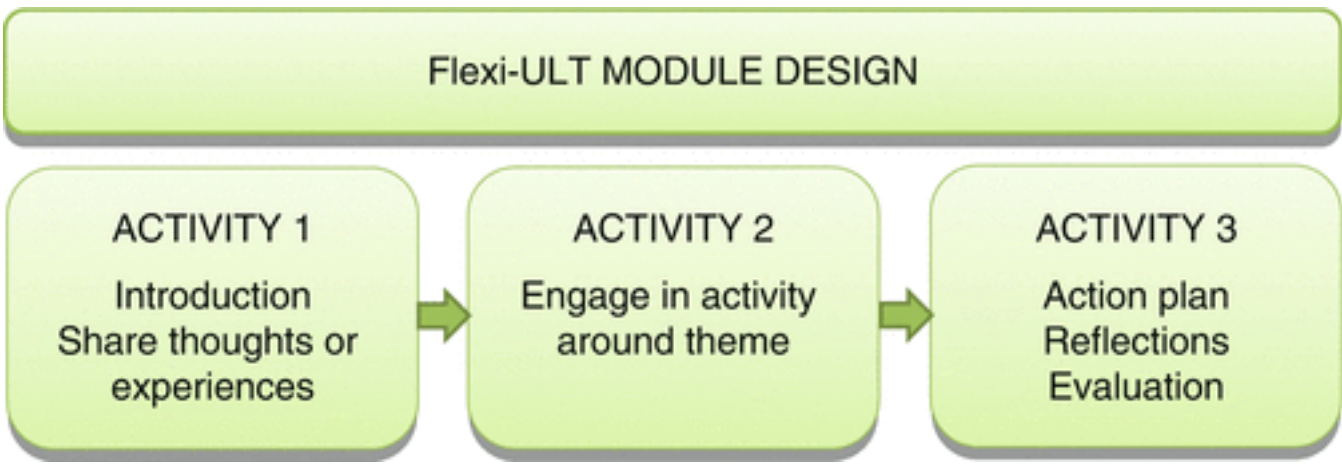 Flexi-ULT MODULE DESIGN
ACTIVITY 1
Introduction
Share thoughts or
experiences
ACTIVITY 2
Engage in activity
around theme
ACTIVITY 3
Action plan
Reflections
Evaluation